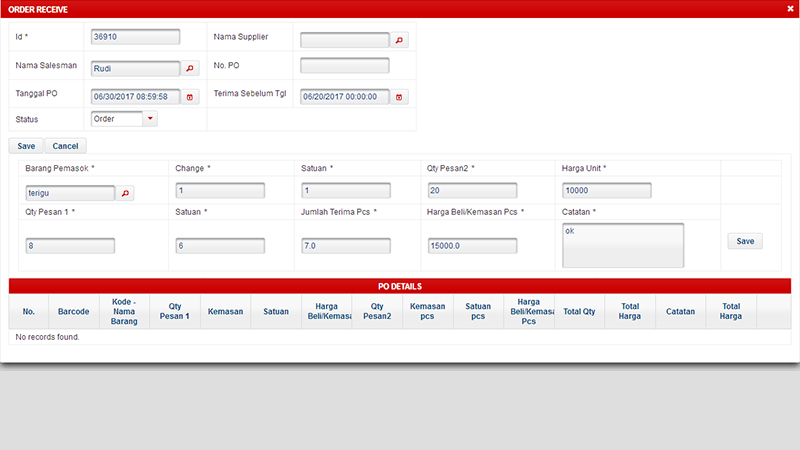 ORDER RECEIVE
Id * 36910 Nama Supplier
Nama Salesman Rudi No. PO
Tanggal PO 06/30/2017 08:59:58 Terima Sebelum Tgl 06/20/2017 00:00:00
Status Order
Save Cancel
Barang Pemasok * Change * Satuan * Qty Pesan2 * Harga Unit *
terigu 1 1 20 10000
Qty Pesan 1 * Satuan * Jumlah Terima Pcs * Harga Beli/Kemasan Pcs * Catatan *
8 6 7.0 15000.0 ok Save
PO DETAILS
No. Barcode Kode - Nama Barang Qty Pesan 1 Kemasan Satuan Harga Beli/Kemasa Qty Pesan2 Kemasan pcs Satuan pcs Harga Beli/Kemasa Pcs Total Qty Total Harga Catatan Total Harga
No records found.